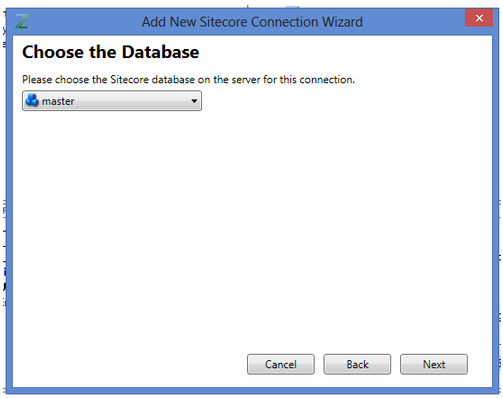 Add New Sitecore Connection Wizard
Choose the Database
Please choose the Sitecore database on the server for this connection.
master
Cancel
Back
Next